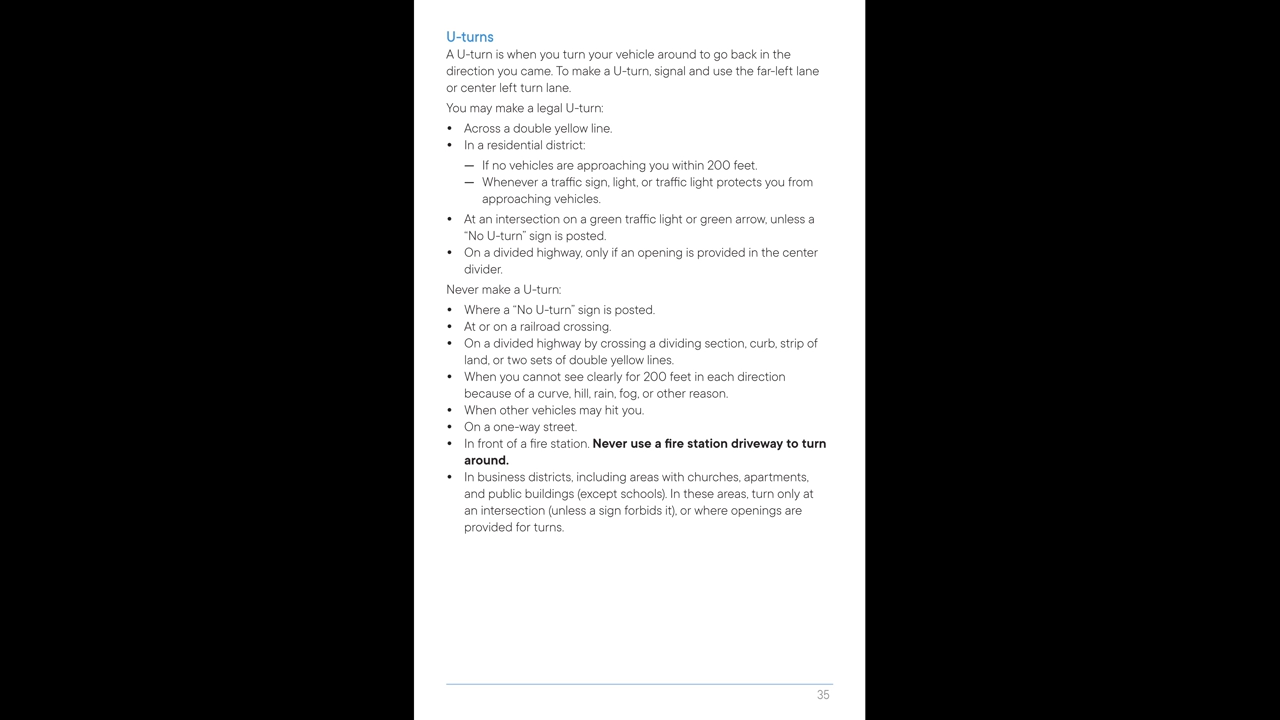 U-turns
A U-turn is when you turn your vehicle around to go back in the
direction you came. To make a U-turn, signal and use the far-left lane
or center left turn lane.
You may make a legal U-turn:
• Across a double yellow line.
• In a residential district:
— If no vehicles are approaching you within 200 feet.
— Whenever a traffic sign, light, or traffic light protects you from
approaching vehicles.
• At an intersection on a green traffic light or green arrow, unless a
“No U-turn” sign is posted.
• On a divided highway, only if an opening is provided in the center
divider.
Never make a U-turn:
• Where a “No U-turn” sign is posted.
• At or on a railroad crossing.
• On a divided highway by crossing a dividing section, curb, strip of
land, or two sets of double yellow lines.
• When you cannot see clearly for 200 feet in each direction
because of a curve, hill, rain, fog, or other reason.
• When other vehicles may hit you.
• On a one-way street.
• In front of a fire station. Never use a fire station driveway to turn
around.
• In business districts, including areas with churches, apartments,
and public buildings (except schools). In these areas, turn only at
an intersection (unless a sign forbids it), or where openings are
provided for turns.
35